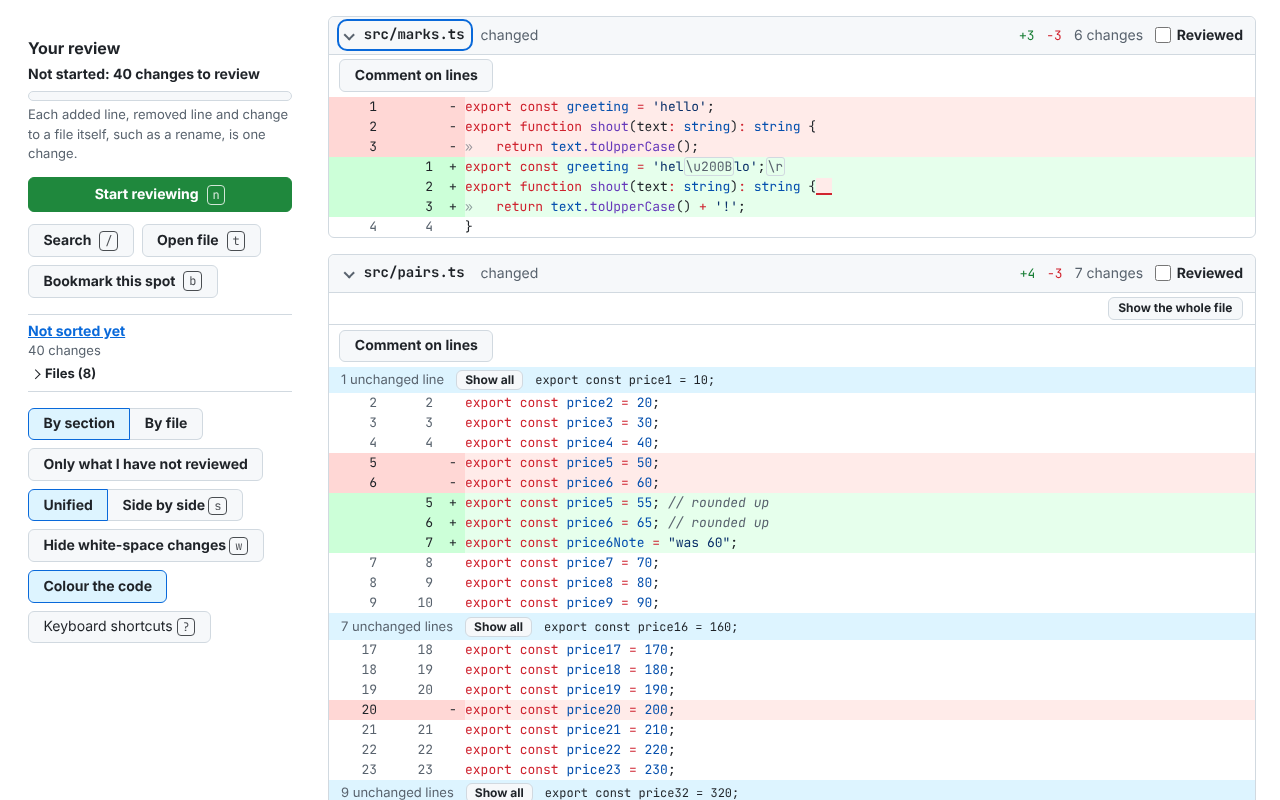 Your review
Not started: 40 changes to review
Each added line, removed line and change
to a file itself, such as a rename, is one
change.
Start reviewing n
Search / Open file t
Bookmark this spot b
Not sorted yet
40 changes
Files (8)
By section By file
Only what I have not reviewed
Unified Side by side s
Hide white-space changes w
Colour the code
Keyboard shortcuts ?
src/marks.ts changed +3 -3 6 changes Reviewed
Comment on lines
1 - export const greeting = 'hello';
2 - export function shout(text: string): string {
3 - » return text.toUpperCase();
1 + export const greeting = 'hel\u200Blo';\r
2 + export function shout(text: string): string {
3 + » return text.toUpperCase() + '!';
4 4 }
src/pairs.ts changed +4 -3 7 changes Reviewed
Show the whole file
Comment on lines
1 unchanged line Show all export const price1 = 10;
2 2 export const price2 = 20;
3 3 export const price3 = 30;
4 4 export const price4 = 40;
5 - export const price5 = 50;
6 - export const price6 = 60;
5 + export const price5 = 55; // rounded up
6 + export const price6 = 65; // rounded up
7 + export const price6Note = "was 60";
7 8 export const price7 = 70;
8 9 export const price8 = 80;
9 10 export const price9 = 90;
7 unchanged lines Show all export const price16 = 160;
17 18 export const price17 = 170;
18 19 export const price18 = 180;
19 20 export const price19 = 190;
20 - export const price20 = 200;
21 21 export const price21 = 210;
22 22 export const price22 = 220;
23 23 export const price23 = 230;
9 unchanged lines Show all export const price32 = 320;